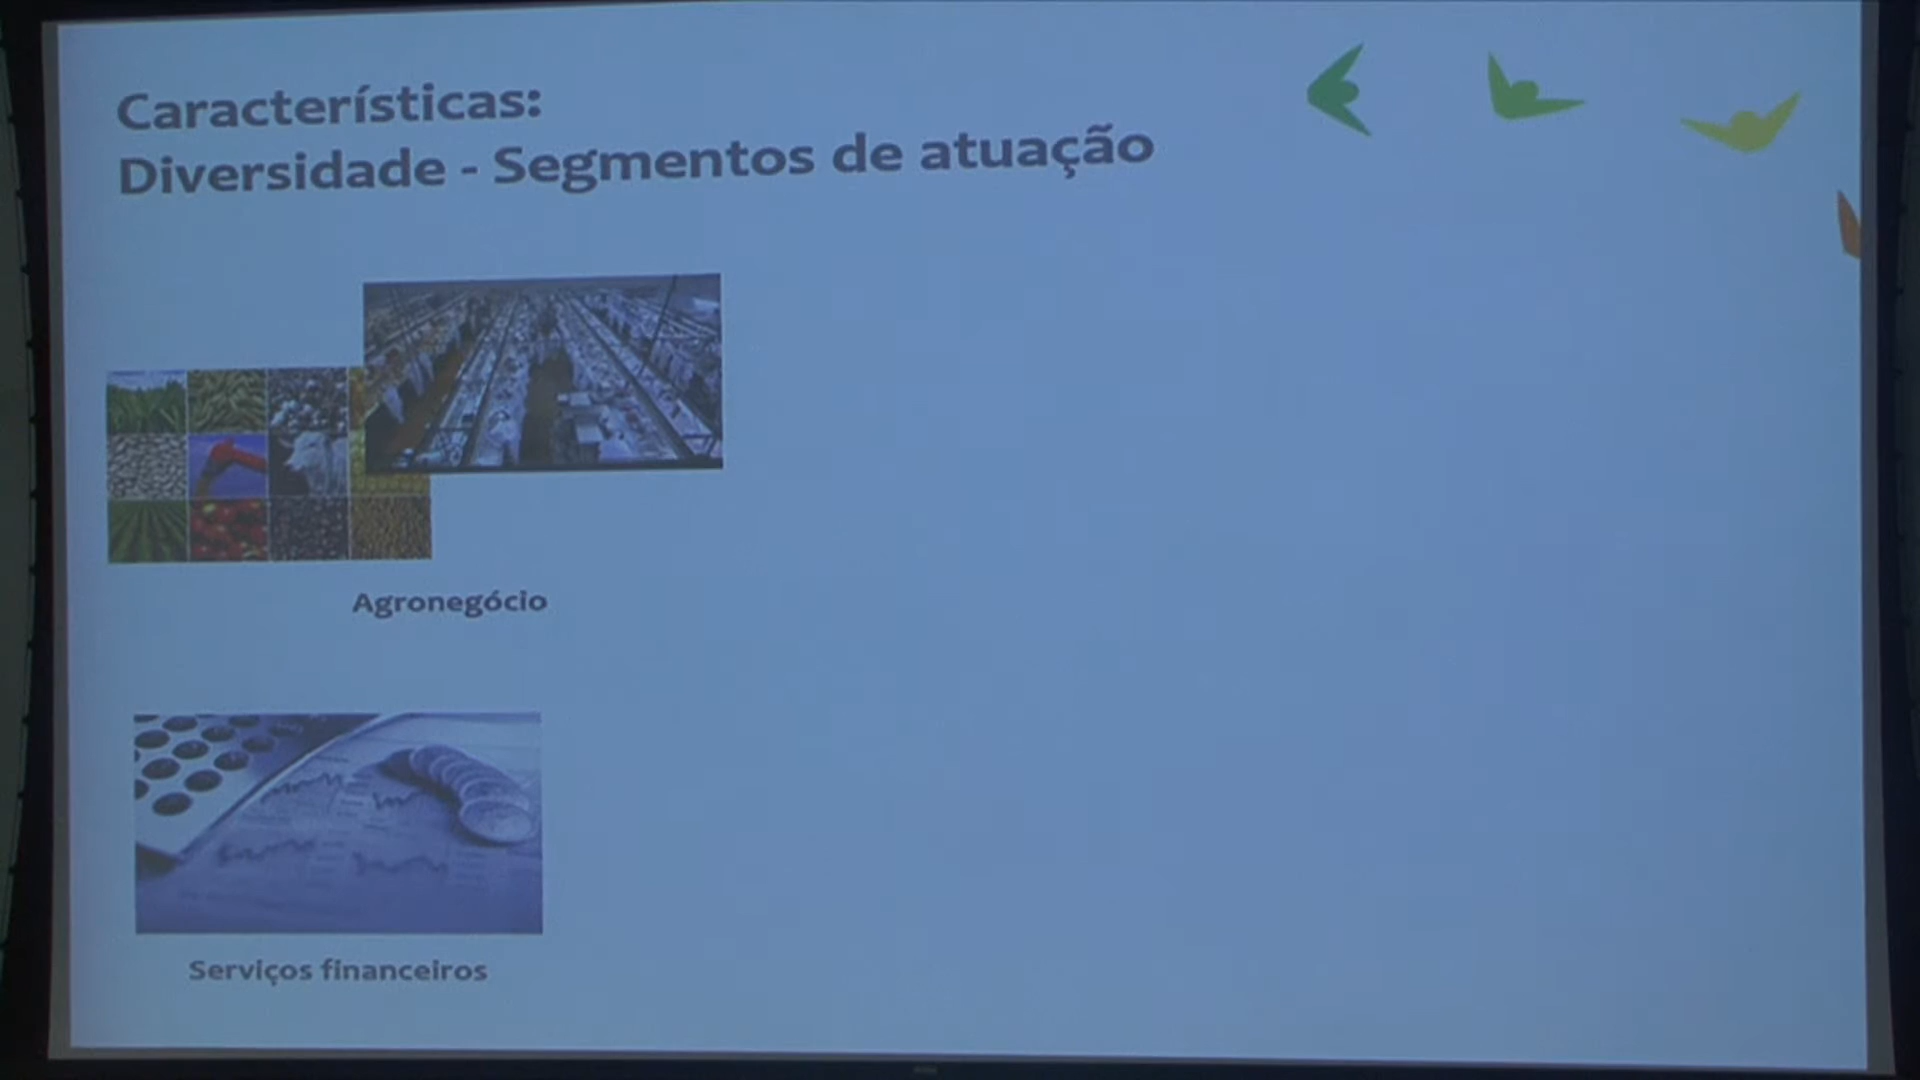 Características:
Diversidade - Segmentos de atuação
Agronegócio
Serviços financeiros